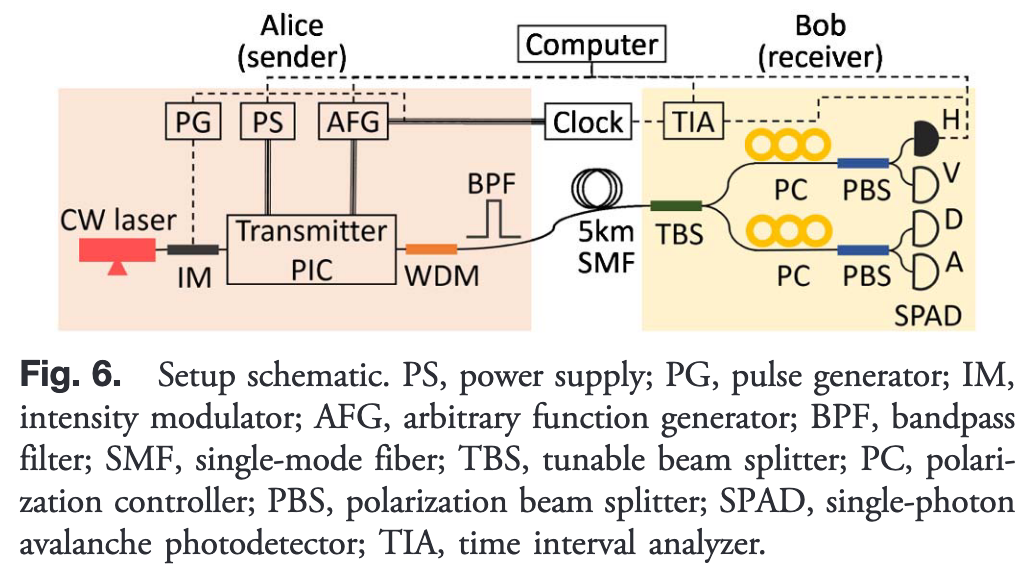 Alice
(sender)
Bob
(receiver)
Computer
PG
PS
AFG
Clock
TIA
H
V
D
A
PC
PBS
BPF
CW laser
Transmitter
PIC
IM
WDM
5km
SMF
TBS
PC
PBS
SPAD
Fig. 6. Setup schematic. PS, power supply; PG, pulse generator; IM,
intensity modulator; AFG, arbitrary function generator; BPF, bandpass
filter; SMF, single-mode fiber; TBS, tunable beam splitter; PC, polari-
zation controller; PBS, polarization beam splitter; SPAD, single-photon
avalanche photodetector; TIA, time interval analyzer.